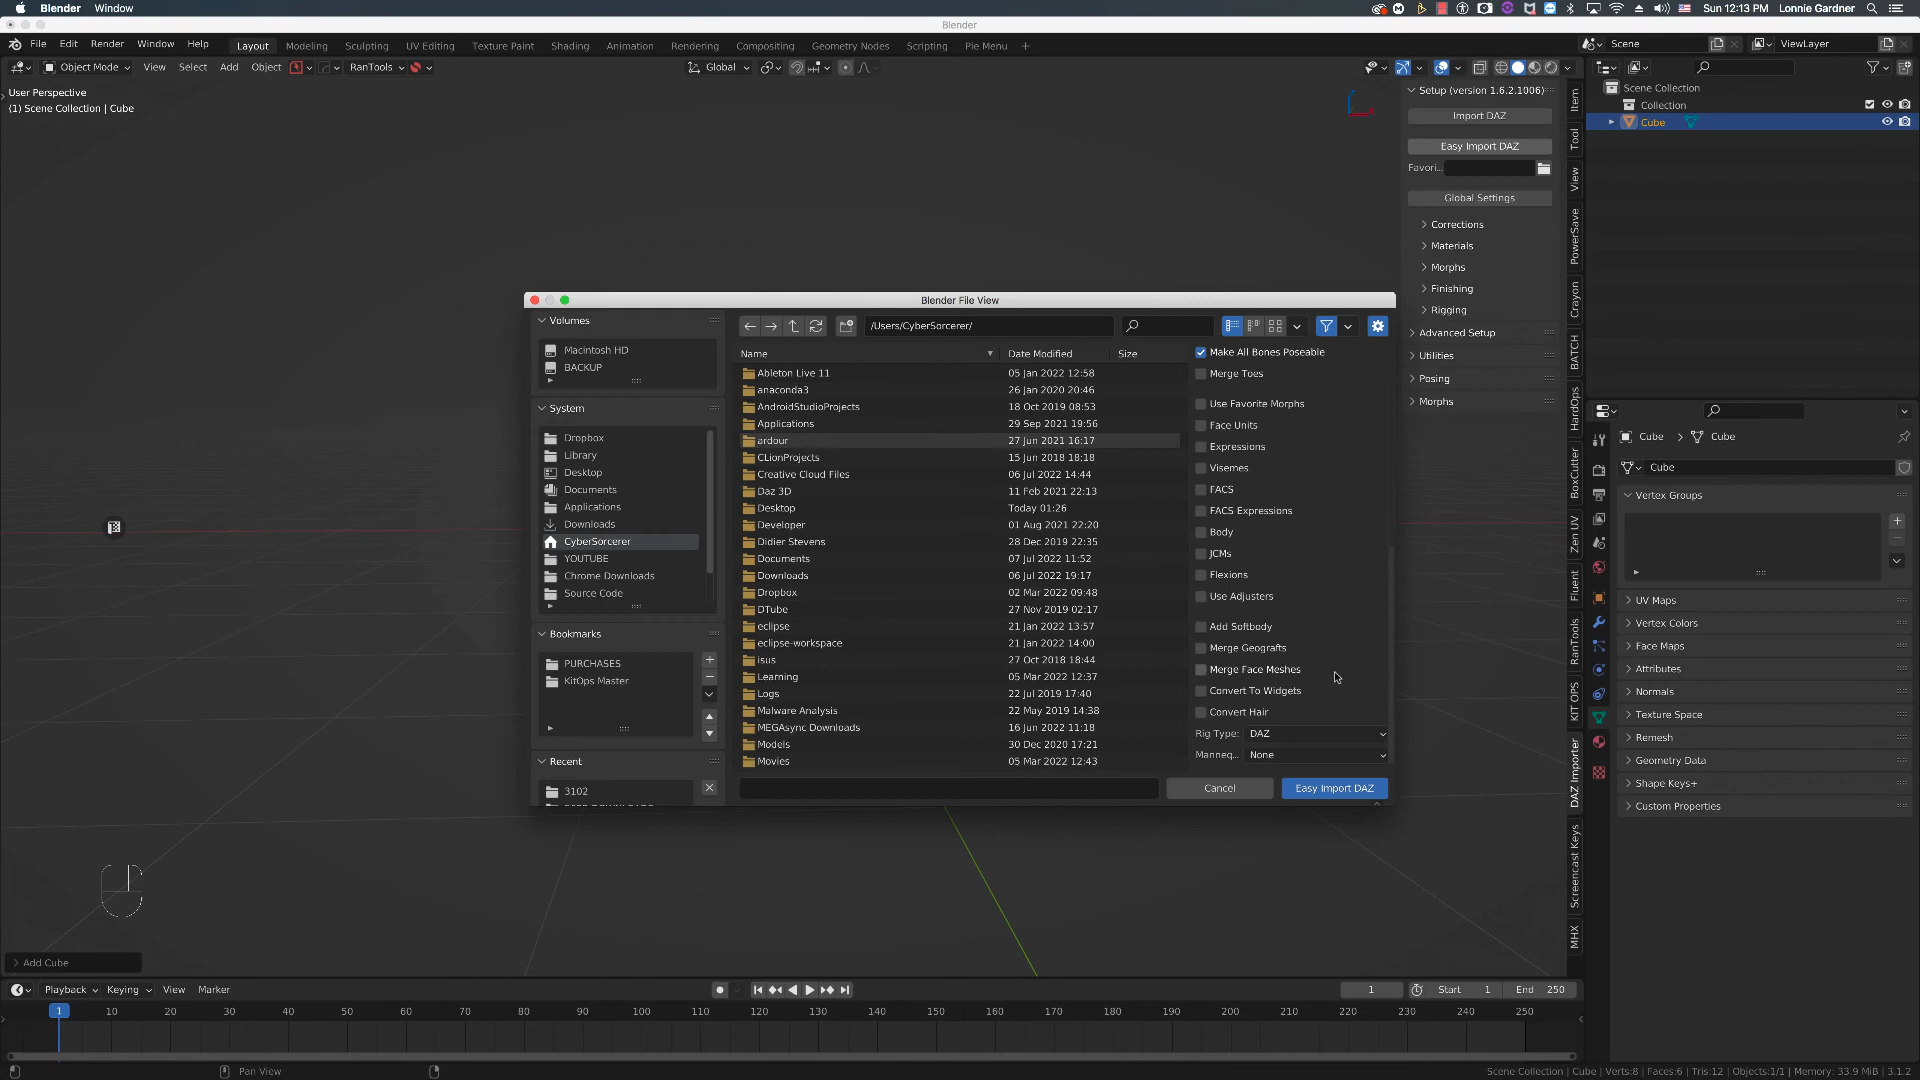 Blender Window
Sun 12:13 PM Lonnie Gardner
Blender
File Edit Render Window Help Layout Modeling Sculpting UV Editing Texture Paint Shading Animation Rendering Compositing Geometry Nodes Scripting Pie Menu + Scene ViewLayer
Object Mode View Select Add Object RanTools Global
User Perspective
(1) Scene Collection | Cube
Setup (version 1.6.2.1006)
Import DAZ
Easy Import DAZ
Favori...
Global Settings
Corrections
Materials
Morphs
Finishing
Rigging
Advanced Setup
Utilities
Posing
Morphs
Item
Tool
View
PowerSave
Crayon
BATCH
HardOps
BoxCutter
Zen UV
Fluent
RanTools
KIT OPS
DAZ Importer
Screencast Keys
MHX
Scene Collection
Collection
Cube
Cube Cube
Cube
Vertex Groups
UV Maps
Vertex Colors
Face Maps
Attributes
Normals
Texture Space
Remesh
Geometry Data
Shape Keys+
Custom Properties
Blender File View
Volumes
Macintosh HD
BACKUP
System
Dropbox
Library
Desktop
Documents
Applications
Downloads
CyberSorcerer
YOUTUBE
Chrome Downloads
Source Code
Bookmarks
PURCHASES
KitOps Master
Recent
3102
/Users/CyberSorcerer/
Name Date Modified Size
Ableton Live 11 05 Jan 2022 12:58
anaconda3 26 Jan 2020 20:46
AndroidStudioProjects 18 Oct 2019 08:53
Applications 29 Sep 2021 19:56
ardour 27 Jun 2021 16:17
CLionProjects 15 Jun 2018 18:18
Creative Cloud Files 06 Jul 2022 14:44
Daz 3D 11 Feb 2021 22:13
Desktop Today 01:26
Developer 01 Aug 2021 22:20
Didier Stevens 28 Dec 2019 22:35
Documents 07 Jul 2022 11:52
Downloads 06 Jul 2022 19:17
Dropbox 02 Mar 2022 09:48
DTube 27 Nov 2019 02:17
eclipse 21 Jan 2022 13:57
eclipse-workspace 21 Jan 2022 14:00
isus 27 Oct 2018 18:44
Learning 05 Mar 2022 12:37
Logs 22 Jul 2019 17:40
Malware Analysis 22 May 2019 14:38
MEGAsync Downloads 16 Jun 2022 11:18
Models 30 Dec 2020 17:21
Movies 05 Mar 2022 12:43
Make All Bones Poseable
Merge Toes
Use Favorite Morphs
Face Units
Expressions
Visemes
FACS
FACS Expressions
Body
JCMs
Flexions
Use Adjusters
Add Softbody
Merge Geografts
Merge Face Meshes
Convert To Widgets
Convert Hair
Rig Type: DAZ
Manneq... None
Cancel Easy Import DAZ
Add Cube
Playback Keying View Marker 1 Start 1 End 250
1 10 20 30 40 50 60 70 80 90 100 110 120 130 140 150 160 170 180 190 200 210 220 230 240 250
Pan View
Scene Collection | Cube | Verts:8 | Faces:6 | Tris:12 | Objects:1/1 | Memory: 33.9 MiB | 3.1.2